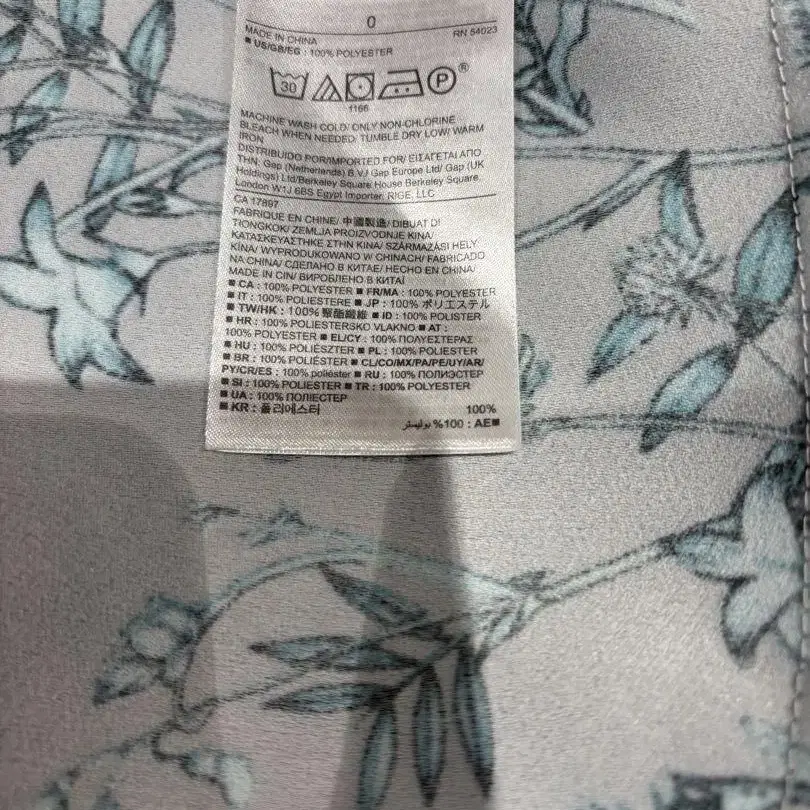 0
MADE IN CHINA RN 54023
■ US/GB/EG : 100% POLYESTER
30 P ®
1166
MACHINE WASH COLD/ ONLY NON-CHLORINE
BLEACH WHEN NEEDED/ TUMBLE DRY LOW/ WARM
IRON
DISTRIBUIDO POR/IMPORTED FOR/ ΕΙΣΑΓΕΤΑΙ ΑΠΟ
ΤΗΝ: Gap (Netherlands) B.V./ Gap Europe Ltd/ Gap (UK
Holdings) Ltd/Berkeley Square House Berkeley Square,
London W1J 6BS Egypt Importer: RIGE, LLC
CA 17897
FABRIQUE EN CHINE/ 中國製造/ DIBUAT DI
TIONGKOK/ ZEMLJA PROIZVODNJE KINA/
ΚΑΤΑΣΚΕΥΑΣΤΗΚΕ ΣΤΗΝ ΚΙΝΑ/ SZÁRMAZÁSI HELY
KÍNA/ WYPRODUKOWANO W CHINACH/ FABRICADO
NA CHINA/ СДЕЛАНО В КИТАЕ/ HECHO EN CHINA/
MADE IN CIN/ ВИРОБЛЕНО В КИТАЇ
■ CA : 100% POLYESTER ■ FR/MA : 100% POLYESTER
■ IT : 100% POLIESTERE ■ JP : 100% ポリエステル
■ TW/HK : 100% 聚酯纖維 ■ ID : 100% POLISTER
■ HR : 100% POLIESTERSKO VLAKNO ■ AT :
100% POLYESTER ■ EL/CY : 100% ΠΟΛΥΕΣΤΕΡΑΣ
■ HU : 100% POLIÉSZTER ■ PL : 100% POLIESTER
■ BR : 100% POLIÉSTER ■ CL/CO/MX/PA/PE/UY/AR/
PY/CR/ES : 100% poliéster ■ RU : 100% ПОЛИЭСТЕР
■ SI : 100% POLIESTER ■ TR : 100% POLYESTER
■ UA : 100% ПОЛІЕСТЕР
■ KR : 폴리에스터 100%
■AE : 100% بوليستر